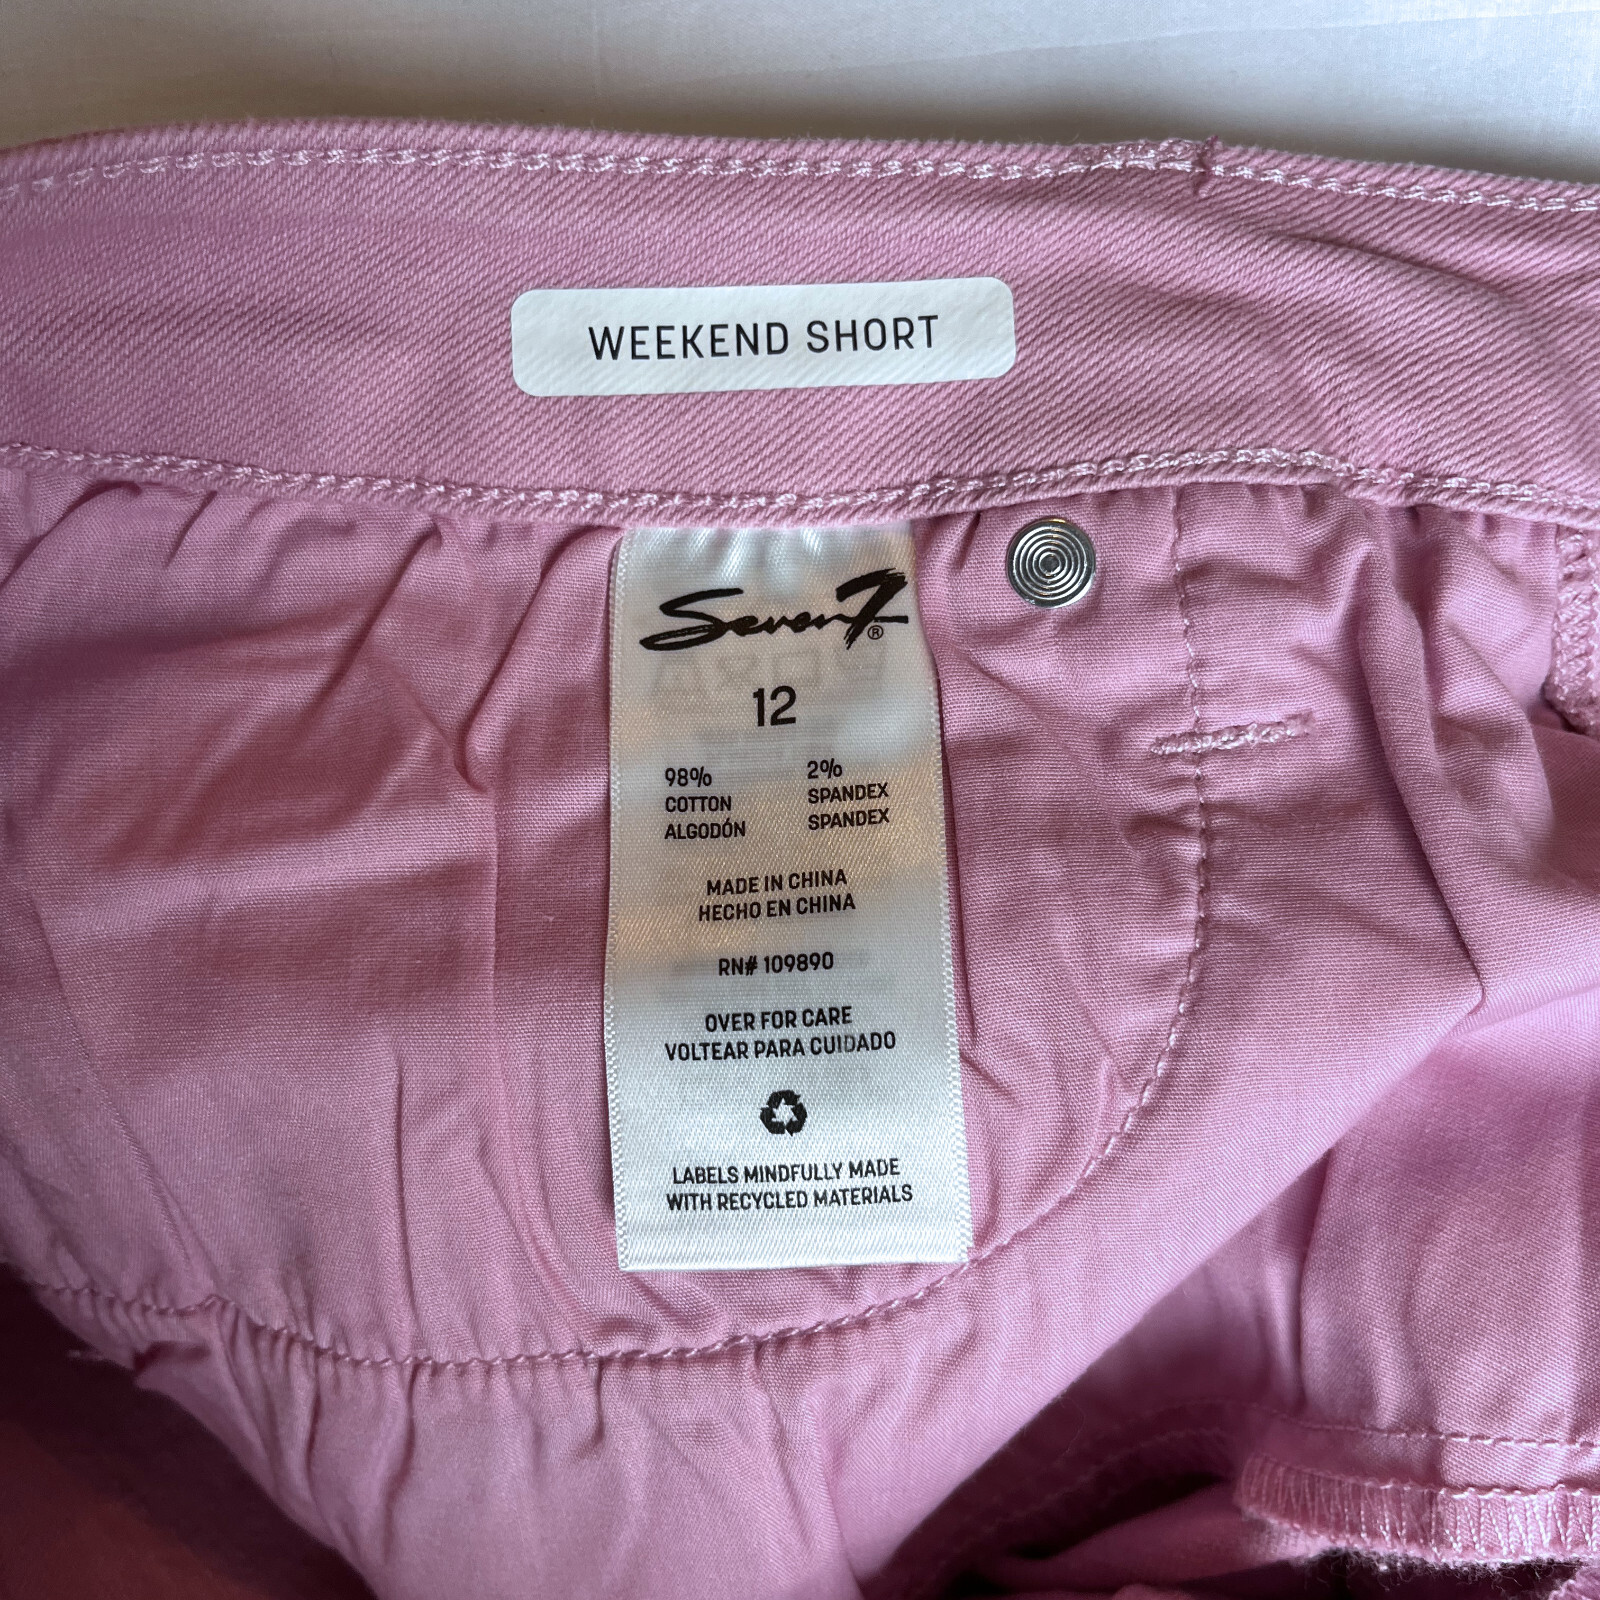 WEEKEND SHORT
Seven7®
12
98% 2%
COTTON SPANDEX
ALGODÓN SPANDEX
MADE IN CHINA
HECHO EN CHINA
RN# 109890
OVER FOR CARE
VOLTEAR PARA CUIDADO
LABELS MINDFULLY MADE
WITH RECYCLED MATERIALS